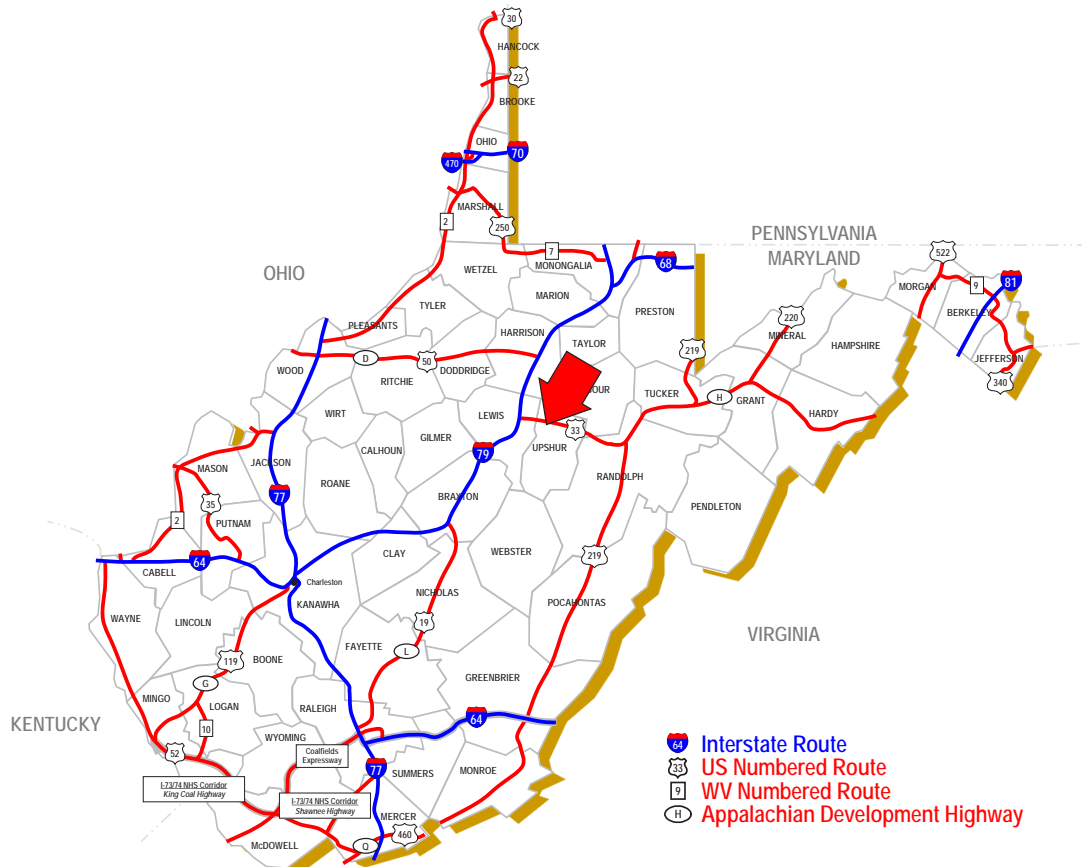 30
HANCOCK
22
BROOKE
OHIO
470
70
MARSHALL
2
250
PENNSYLVANIA
MARYLAND
OHIO
WETZEL
7
MONONGALIA
68
522
MORGAN
9
81
BERKELEY
TYLER
MARION
PRESTON
220
MINERAL
HAMPSHIRE
PLEASANTS
HARRISON
TAYLOR
219
JEFFERSON
340
WOOD
D
50
DODDRIDGE
RITCHIE
OUR
TUCKER
H
GRANT
HARDY
WIRT
LEWIS
33
GILMER
UPSHUR
CALHOUN
79
JACKSON
MASON
RANDOLPH
ROANE
77
BRAXTON
35
PUTNAM
2
PENDLETON
CLAY
WEBSTER
219
64
CABELL
Charleston
KANAWHA
NICHOLAS
POCAHONTAS
WAYNE
LINCOLN
19
VIRGINIA
FAYETTE
L
119
BOONE
GREENBRIER
G
MINGO
LOGAN
RALEIGH
KENTUCKY
10
64
WYOMING
52
Coalfields
Expressway
77
SUMMERS
MONROE
I-73/74 NHS Corridor
King Coal Highway
I-73/74 NHS Corridor
Shawnee Highway
MERCER
460
McDOWELL
Q
64 Interstate Route
33 US Numbered Route
9 WV Numbered Route
H Appalachian Development Highway